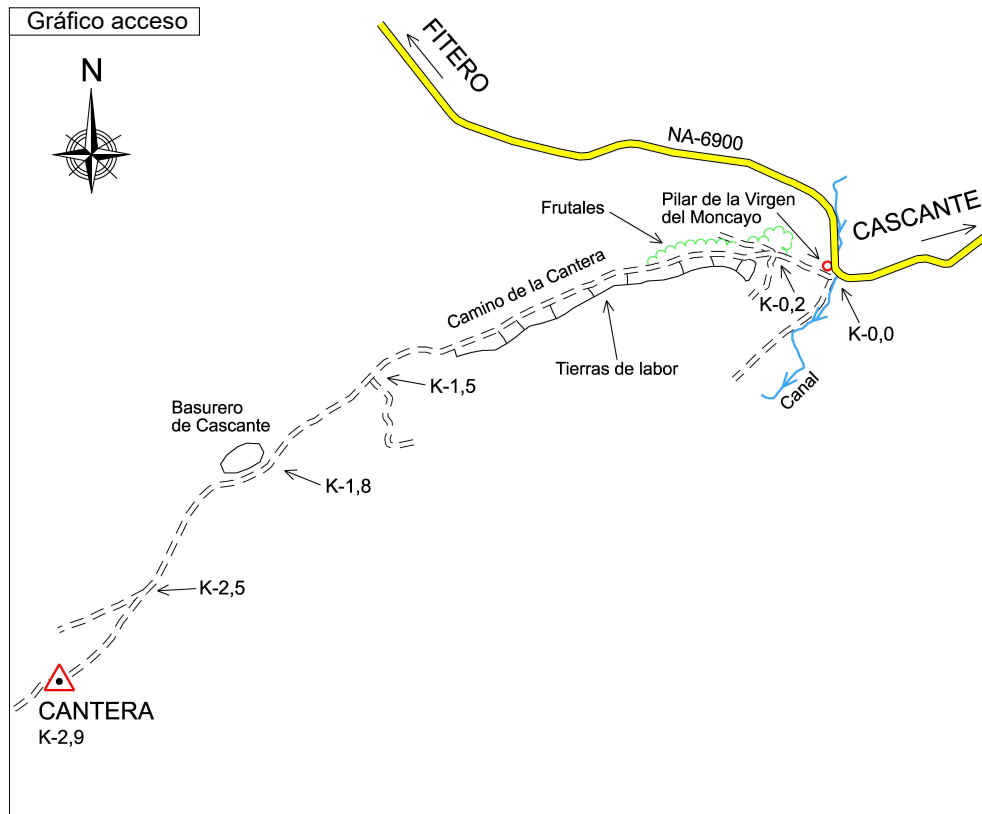 Gráfico acceso
N
FITERO
NA-6900
Pilar de la Virgen
del Moncayo
CASCANTE
Frutales
Camino de la Cantera
K-0,2
K-0,0
Tierras de labor
Canal
K-1,5
Basurero
de Cascante
K-1,8
K-2,5
CANTERA
K-2,9